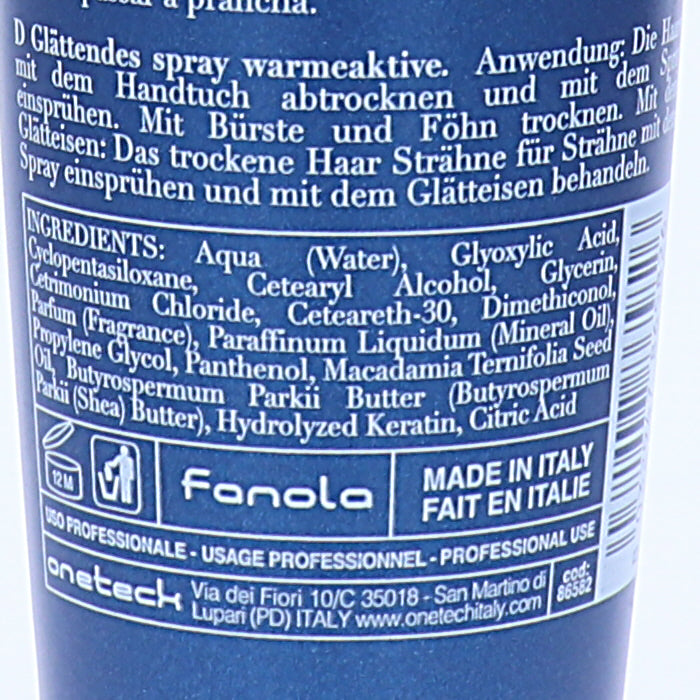 a prancha.
D Glättendes spray warmeaktive. Anwendung: Die
mit dem Handtuch abtrocknen und mit dem
einsprühen. Mit Bürste und Föhn trocknen. Mit
Glätteisen: Das trockene Haar Strähne für Strähne mit
Spray einsprühen und mit dem Glätteisen behandeln.
INGREDIENTS: Aqua (Water), Glyoxylic Acid,
Cyclopentasiloxane, Cetearyl Alcohol, Glycerin,
Cetrimonium Chloride, Ceteareth-30, Dimethiconol,
Parfum (Fragrance), Paraffinum Liquidum (Mineral Oil),
Propylene Glycol, Panthenol, Macadamia Ternifolia Seed
Oil, Butyrospermum Parkii Butter (Butyrospermum
Parkii (Shea) Butter), Hydrolyzed Keratin, Citric Acid
12 M
fanola
MADE IN ITALY
FAIT EN ITALIE
USO PROFESSIONALE - USAGE PROFESSIONNEL - PROFESSIONAL USE
onetech
Via dei Fiori 10/C 35018 - San Martino di
Lupari (PD) ITALY www.onetechitaly.com
cod:
86582